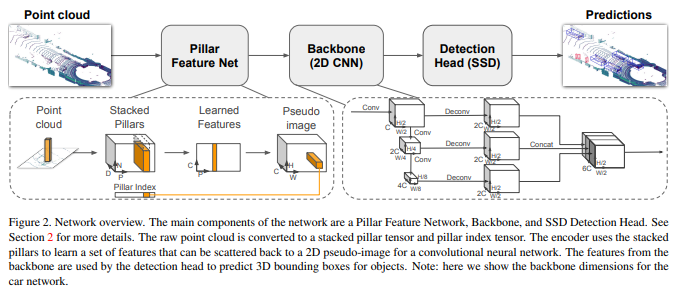 Point cloud
Predictions
Pillar
Feature Net
Backbone
(2D CNN)
Detection
Head (SSD)
Point
cloud
Stacked
Pillars
Learned
Features
Pseudo
image
D
P
N
C
P
C
H
W
Pillar Index
Conv
C
H/2
W/2
Conv
2C
H/4
W/4
Conv
4C
H/8
W/8
Deconv
2C
H/2
W/2
Deconv
2C
H/2
W/2
Deconv
2C
H/2
W/2
Concat
6C
H/2
W/2
Figure 2. Network overview. The main components of the network are a Pillar Feature Network, Backbone, and SSD Detection Head. See
Section 2 for more details. The raw point cloud is converted to a stacked pillar tensor and pillar index tensor. The encoder uses the stacked
pillars to learn a set of features that can be scattered back to a 2D pseudo-image for a convolutional neural network. The features from the
backbone are used by the detection head to predict 3D bounding boxes for objects. Note: here we show the backbone dimensions for the
car network.